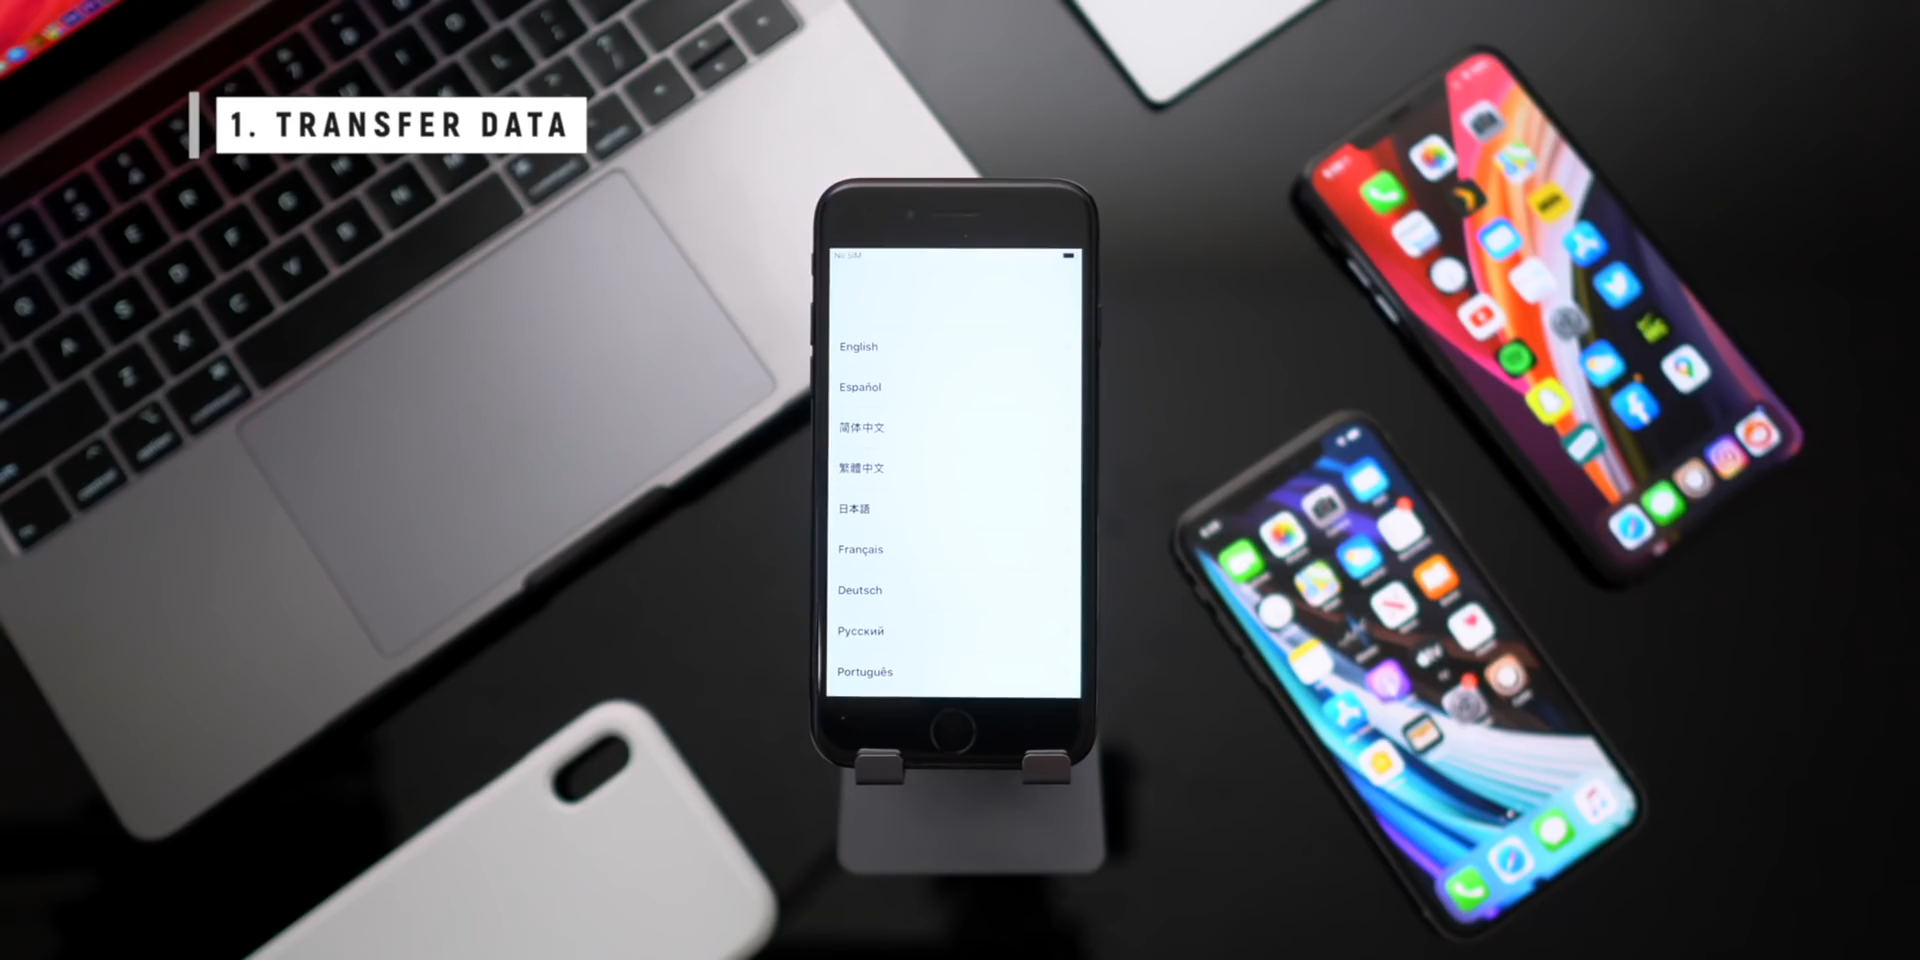 1. TRANSFER DATA
No SIM
English
Español
简体中文
繁體中文
日本語
Français
Deutsch
Русский
Português